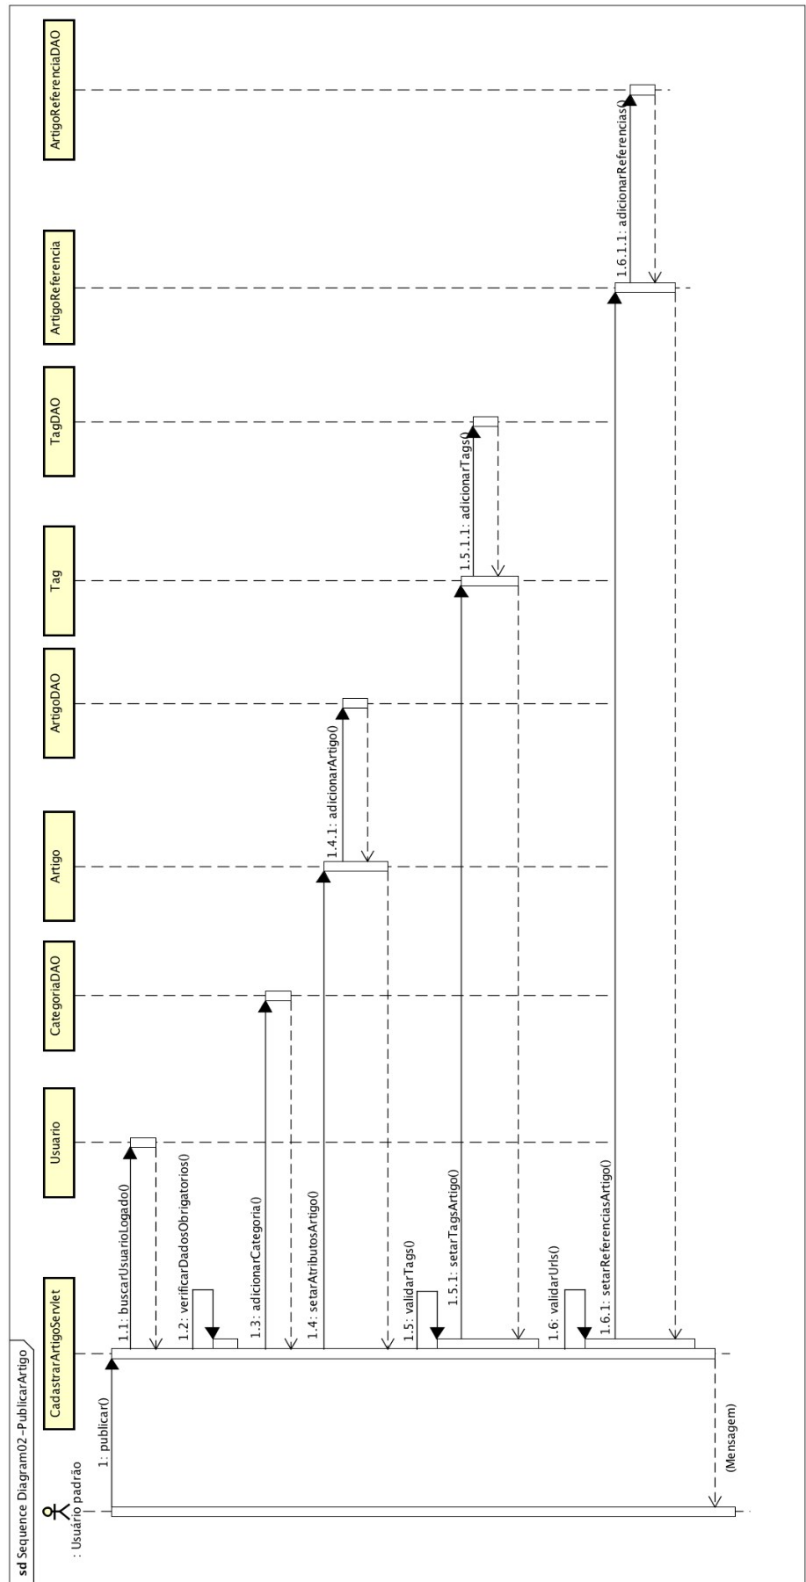 sd Sequence Diagram02-PublicarArtigo
: Usuário padrão
CadastrarArtigoServlet
Usuario
CategoriaDAO
Artigo
ArtigoDAO
Tag
TagDAO
ArtigoReferencia
ArtigoReferenciaDAO
1: publicar()
1.1: buscarUsuarioLogado()
1.2: verificarDadosObrigatorios()
1.3: adicionarCategoria()
1.4: setarAtributosArtigo()
1.4.1: adicionarArtigo()
1.5: validarTags()
1.5.1: setarTagsArtigo()
1.5.1.1: adicionarTags()
1.6: validarUrls()
1.6.1: setarReferenciasArtigo()
1.6.1.1: adicionarReferencias()
(Mensagem)